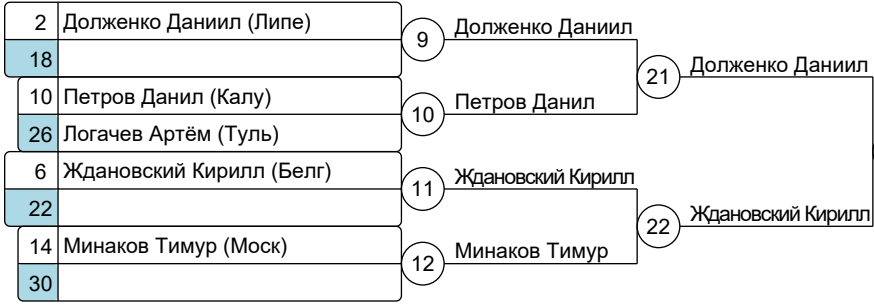 2 Долженко Даниил (Липе)
18
9 Долженко Даниил
10 Петров Данил (Калу)
26 Логачев Артём (Туль)
10 Петров Данил
21 Долженко Даниил
6 Ждановский Кирилл (Белг)
22
11 Ждановский Кирилл
14 Минаков Тимур (Моск)
30
12 Минаков Тимур
22 Ждановский Кирилл